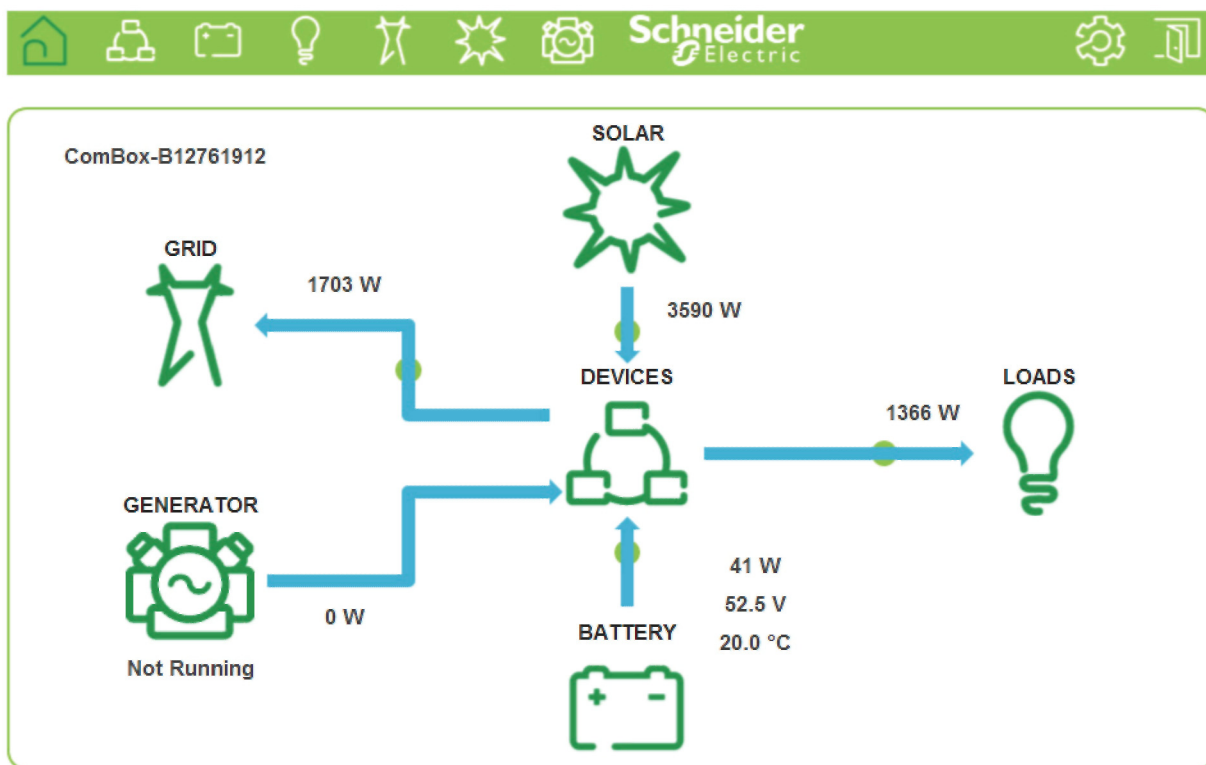 Schneider
Electric
ComBox-B12761912
SOLAR
GRID
1703 W
3590 W
DEVICES
LOADS
1366 W
GENERATOR
0 W
Not Running
41 W
52.5 V
20.0 °C
BATTERY